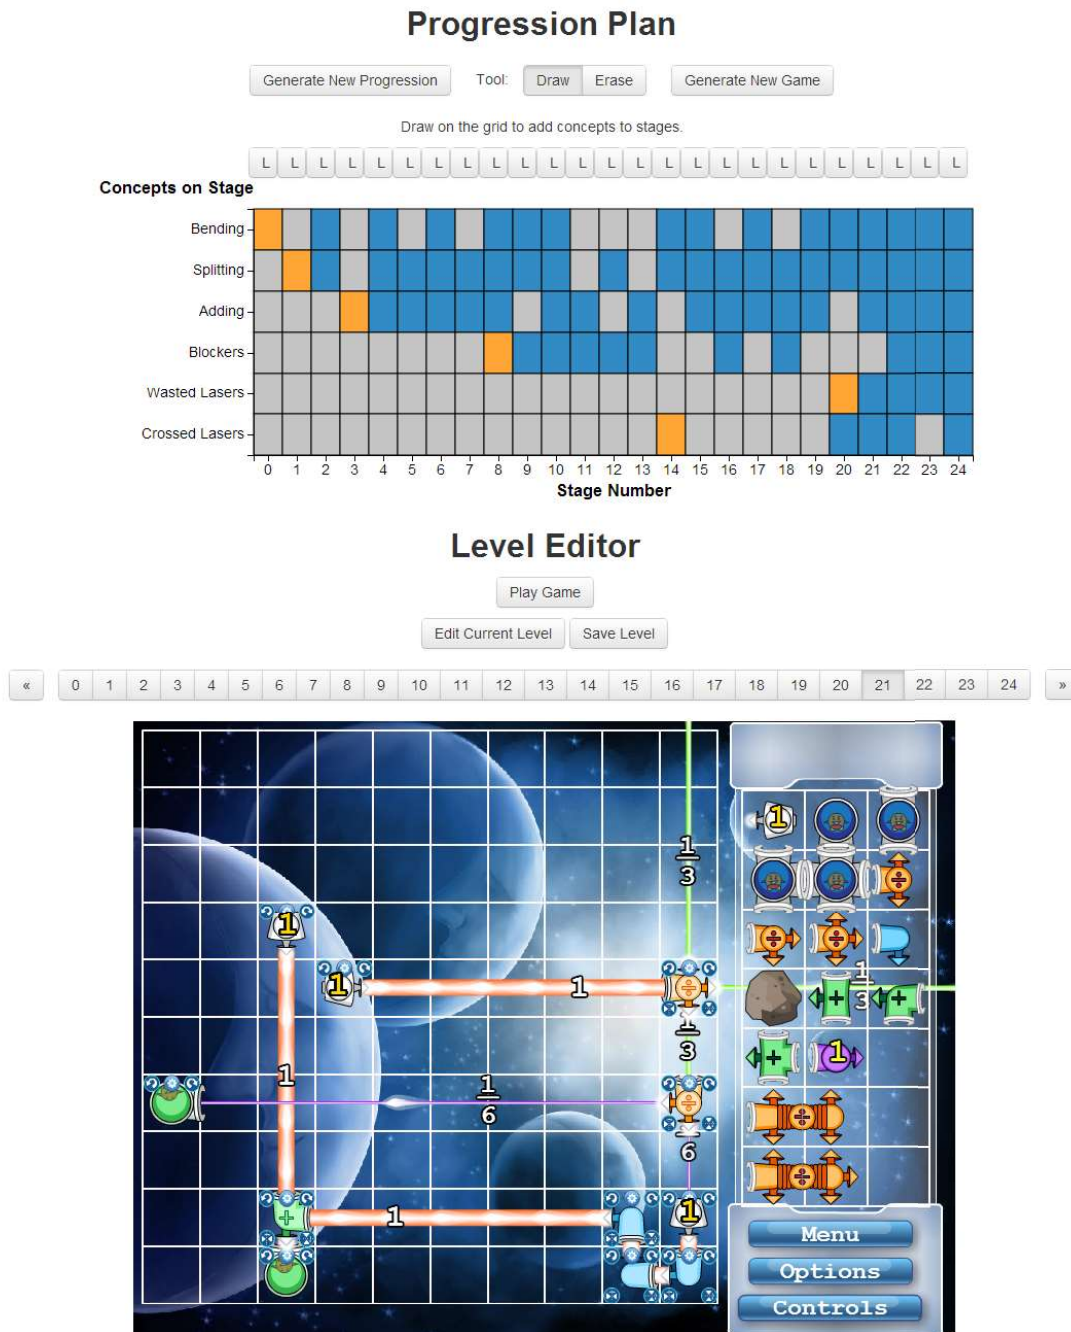 Progression Plan
Generate New Progression Tool: Draw Erase Generate New Game
Draw on the grid to add concepts to stages.
L L L L L L L L L L L L L L L L L L L L L L L L L
Concepts on Stage
Bending
Splitting
Adding
Blockers
Wasted Lasers
Crossed Lasers
0 1 2 3 4 5 6 7 8 9 10 11 12 13 14 15 16 17 18 19 20 21 22 23 24
Stage Number
Level Editor
Play Game
Edit Current Level Save Level
« 0 1 2 3 4 5 6 7 8 9 10 11 12 13 14 15 16 17 18 19 20 21 22 23 24 »
1
1
3
1
1 1
1
3
1
3
1
1
1
6
6
1
1
Menu
Options
Controls